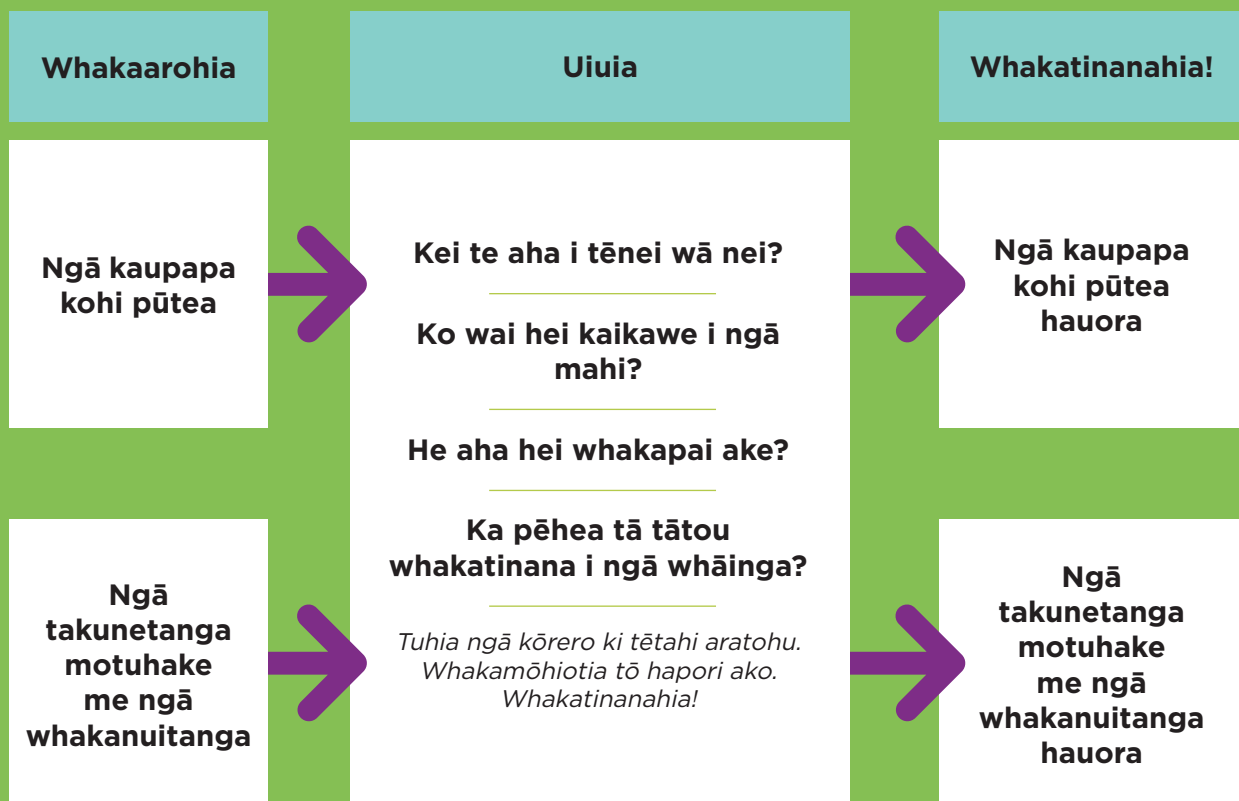 Whakaarohia
Uiuia
Whakatinanahia!
Ngā kaupapa
kohi pūtea
Kei te aha i tēnei wā nei?
Ko wai hei kaikawe i ngā
mahi?
He aha hei whakapai ake?
Ka pēhea tā tātou
whakatinana i ngā whāinga?
Tuhia ngā kōrero ki tētahi aratohu.
Whakamōhiotia tō hapori ako.
Whakatinanahia!
Ngā kaupapa
kohi pūtea
hauora
Ngā
takunetanga
motuhake
me ngā
whakanuitanga
Ngā
takunetanga
motuhake
me ngā
whakanuitanga
hauora